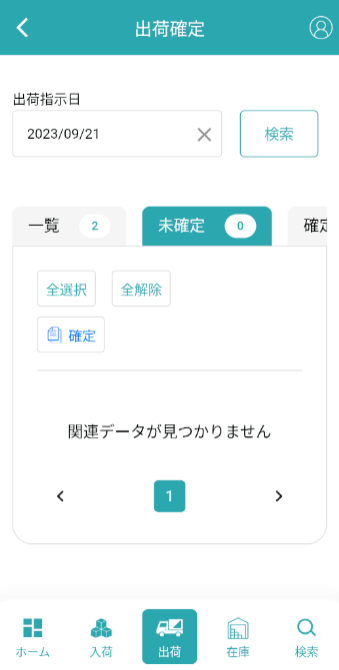 出荷確定
出荷指示日
2023/09/21
検索
一覧 2 未確定 0 確定
全選択 全解除
確定
関連データが見つかりません
1
ホーム 入荷 出荷 在庫 検索